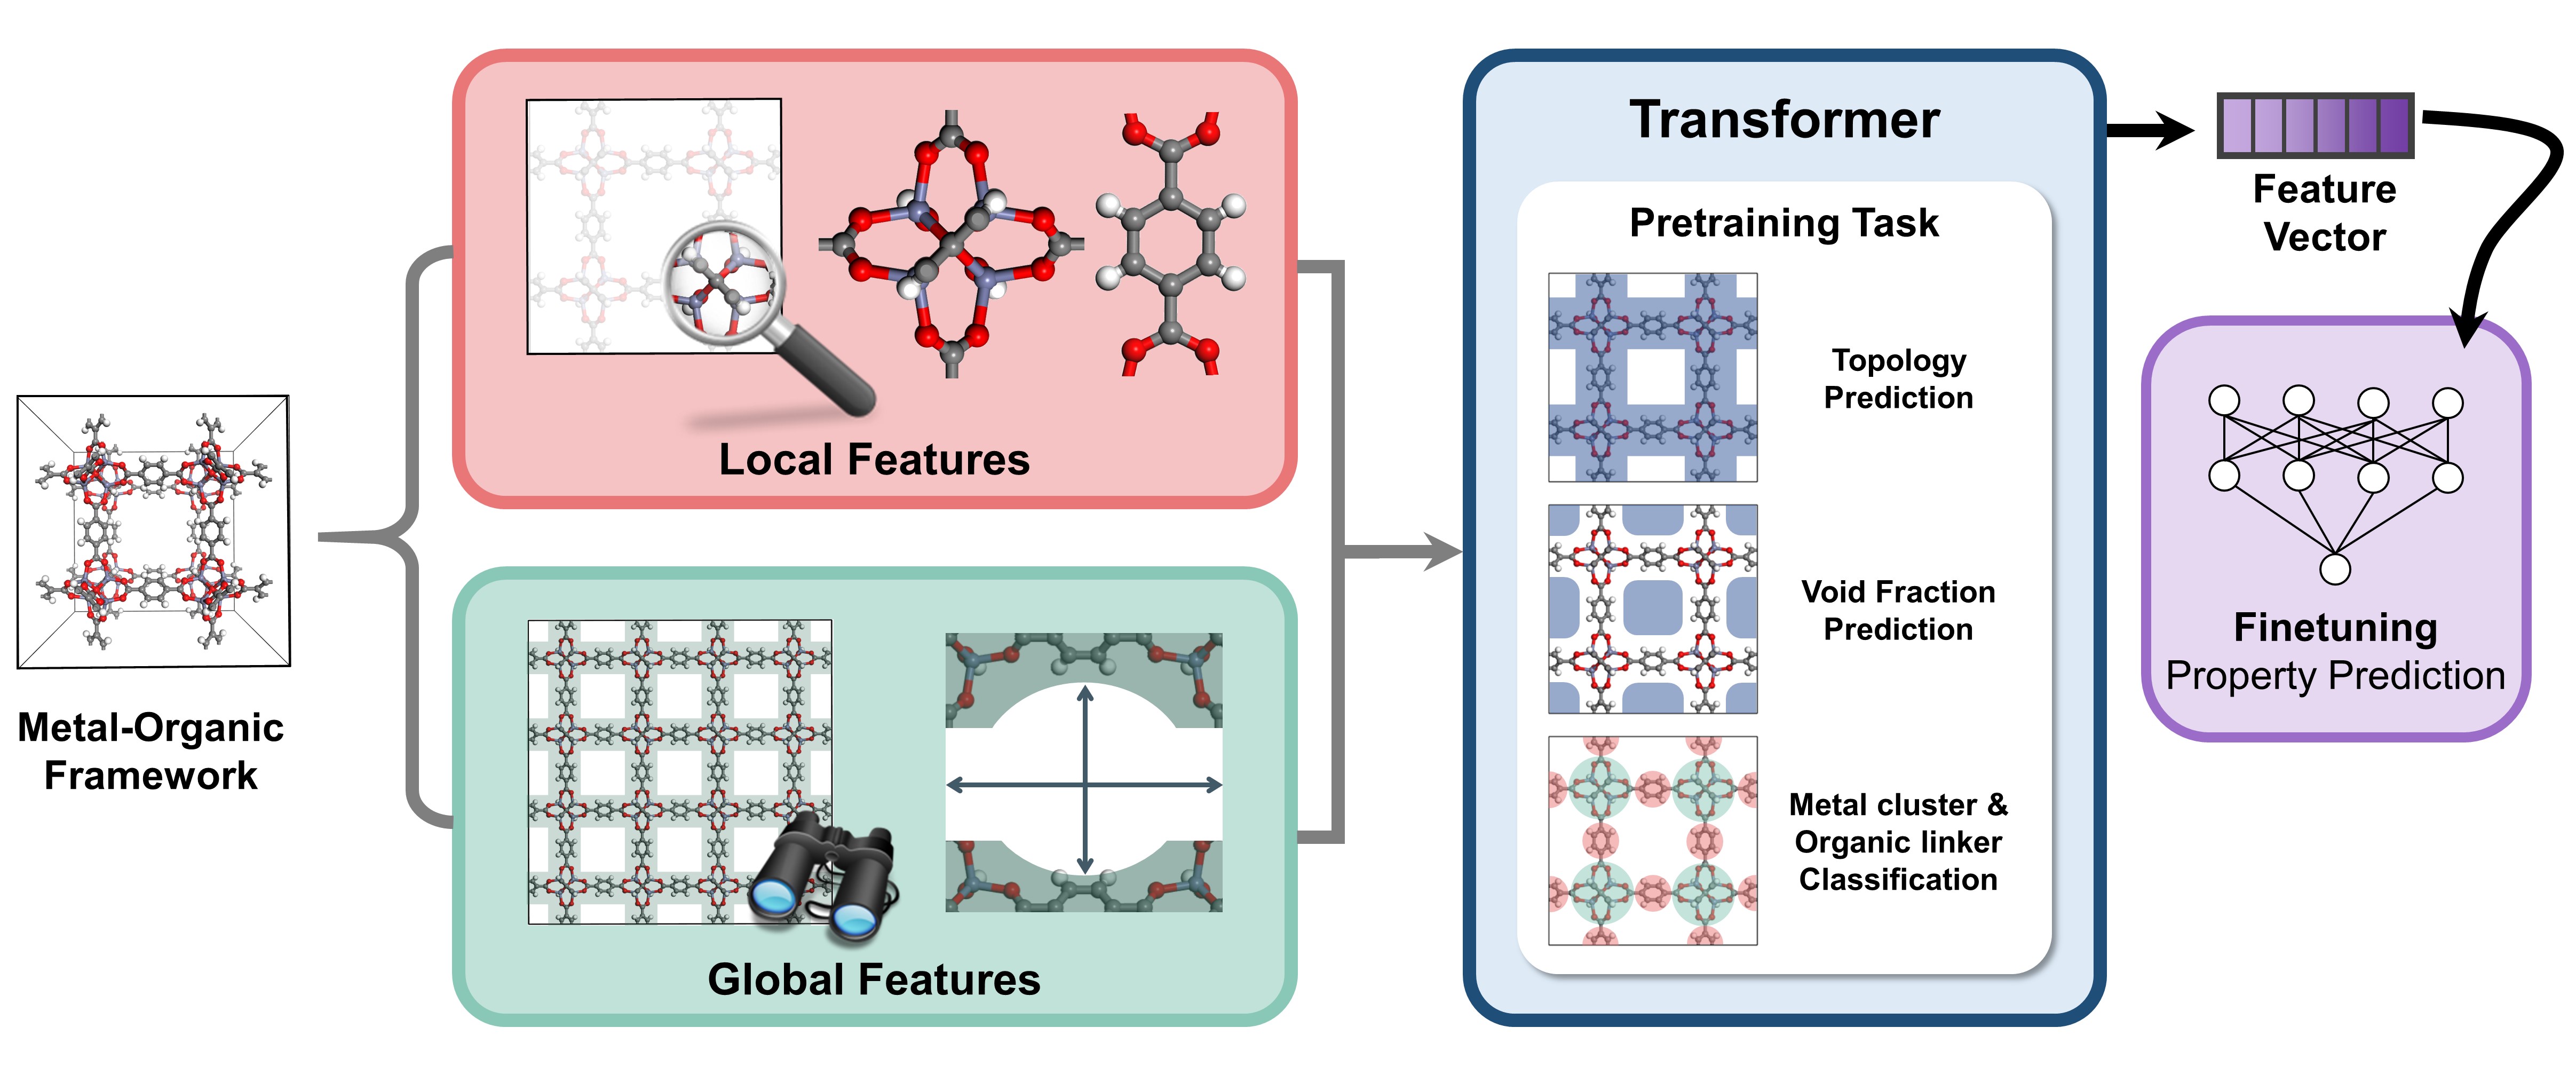 Metal-Organic
Framework
Local Features
Global Features
Transformer
Pretraining Task
Topology
Prediction
Void Fraction
Prediction
Metal cluster &
Organic linker
Classification
Feature
Vector
Finetuning
Property Prediction